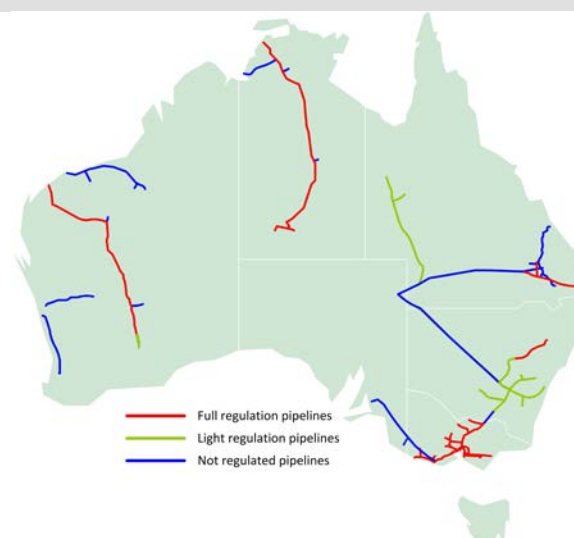 Full regulation pipelines
Light regulation pipelines
Not regulated pipelines